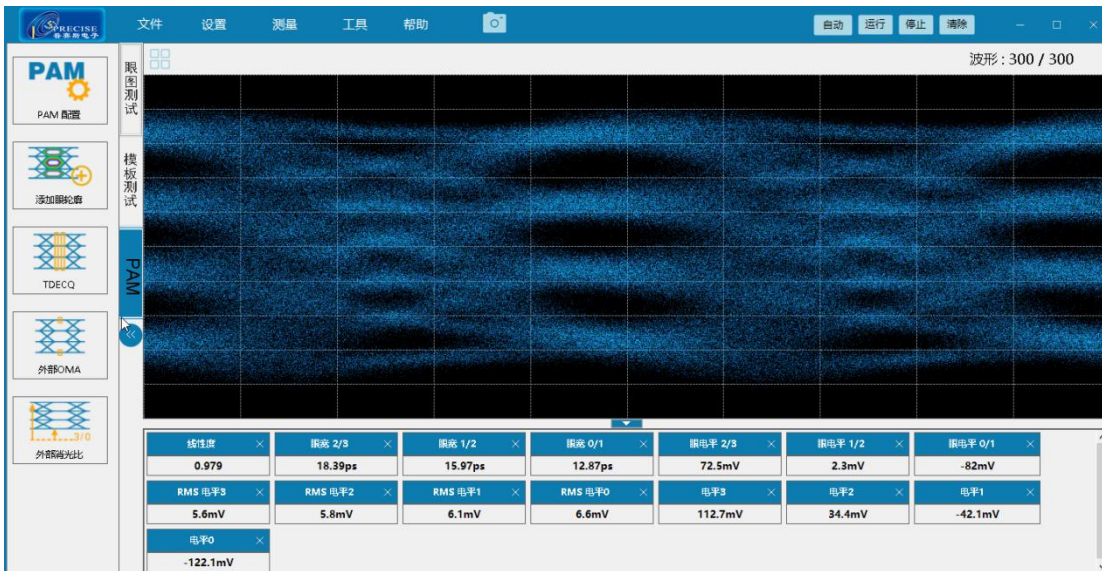 SPRECISE
普赛斯电子
文件 设置 测量 工具 帮助
自动 运行 停止 清除
PAM
PAM 配置
添加眼轮廓
TDECQ
外部OMA
3/0
外部消光比
眼图测试
模板测试
PAM
波形 : 300 / 300
线性度 眼宽 2/3 眼宽 1/2 眼宽 0/1 眼电平 2/3 眼电平 1/2 眼电平 0/1
0.979 18.39ps 15.97ps 12.87ps 72.5mV 2.3mV -82mV
RMS 电平3 RMS 电平2 RMS 电平1 RMS 电平0 电平3 电平2 电平1
5.6mV 5.8mV 6.1mV 6.6mV 112.7mV 34.4mV -42.1mV
电平0
-122.1mV